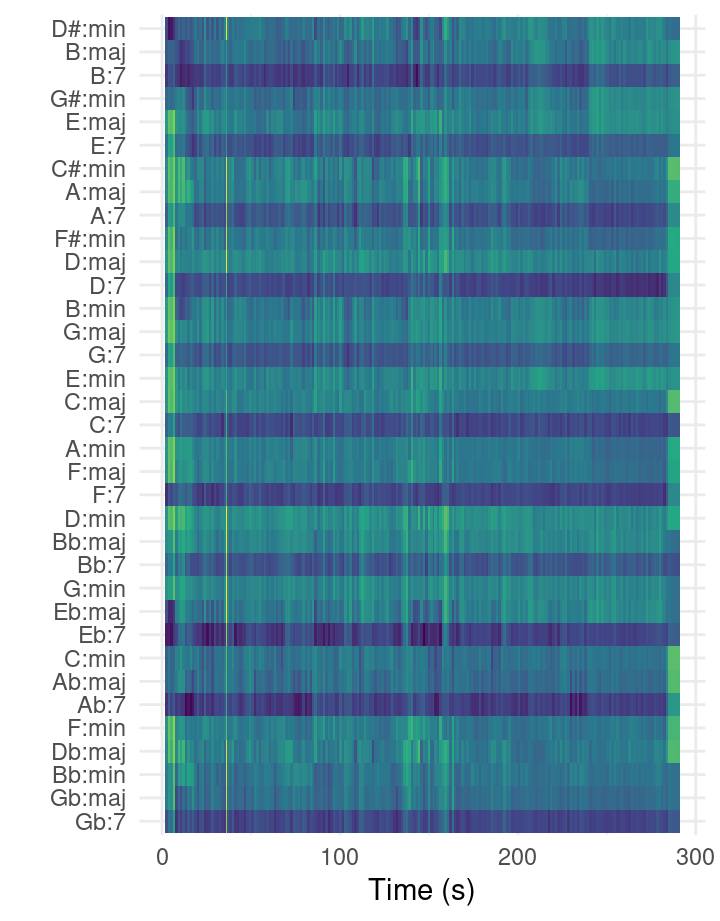 D#:min
B:maj
B:7
G#:min
E:maj
E:7
C#:min
A:maj
A:7
F#:min
D:maj
D:7
B:min
G:maj
G:7
E:min
C:maj
C:7
A:min
F:maj
F:7
D:min
Bb:maj
Bb:7
G:min
Eb:maj
Eb:7
C:min
Ab:maj
Ab:7
F:min
Db:maj
Bb:min
Gb:maj
Gb:7
0 100 200 300
Time (s)